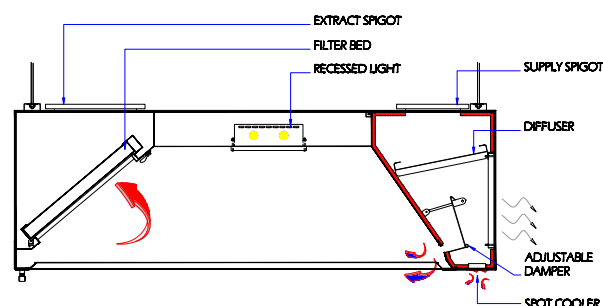 EXTRACT SPIGOT
FILTER BED
RECESSED LIGHT
SUPPLY SPIGOT
DIFFUSER
ADJUSTABLE
DAMPER
SPOT COOLER